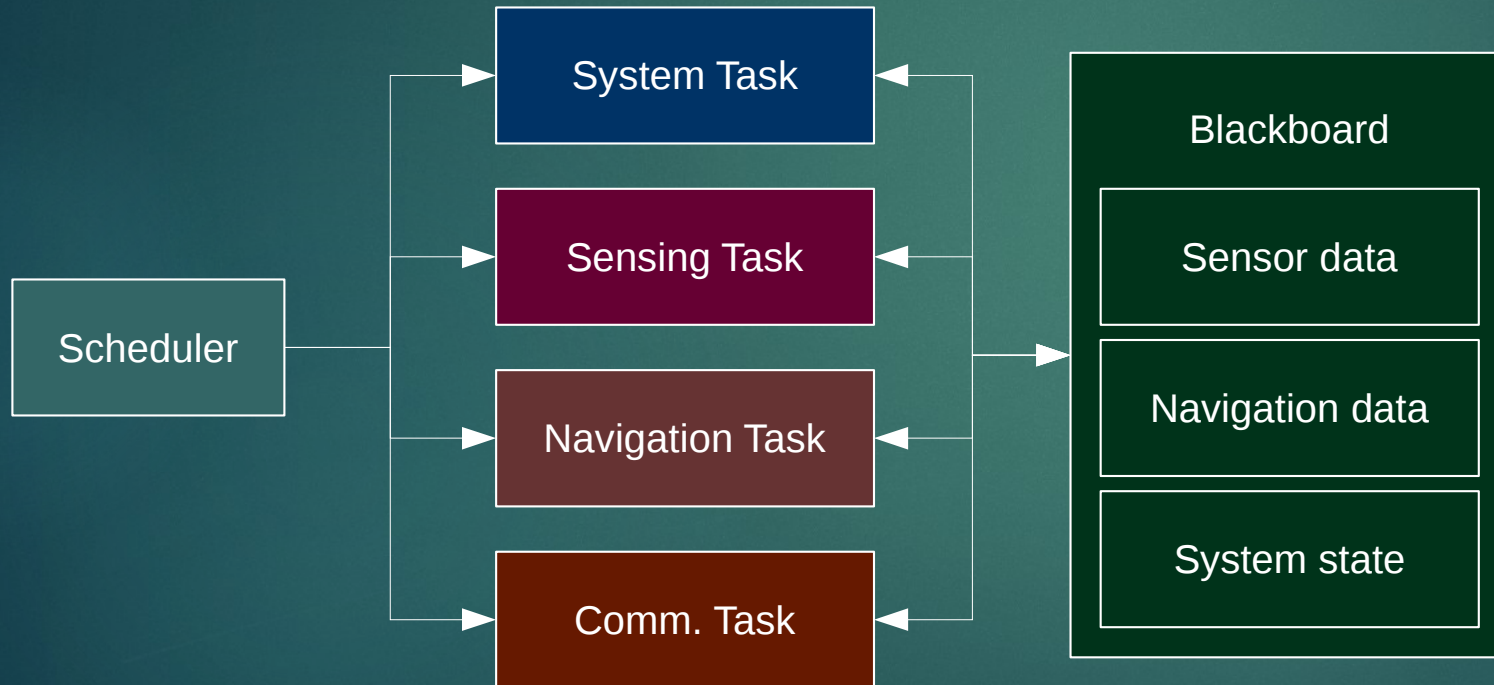 System Task
Blackboard
Sensing Task
Sensor data
Scheduler
Navigation Task
Navigation data
System state
Comm. Task